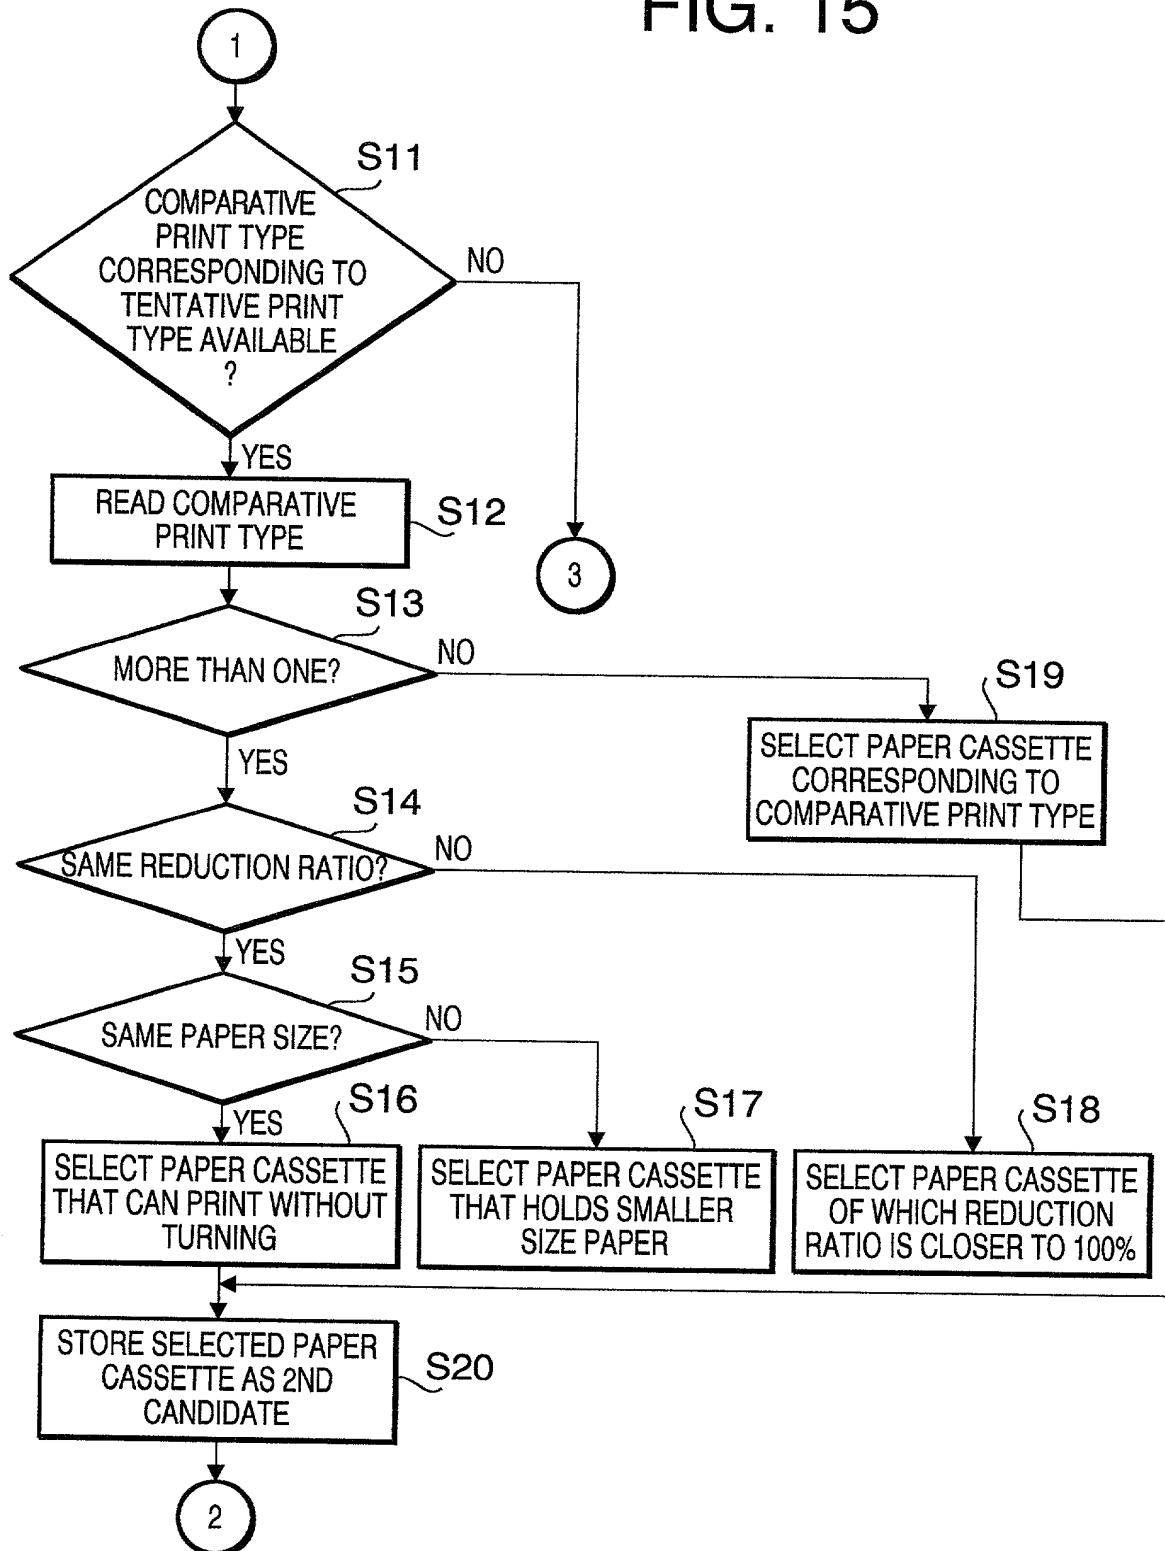 FIG. 15
1
S11
COMPARATIVE
PRINT TYPE
CORRESPONDING TO
TENTATIVE PRINT
TYPE AVAILABLE
?
NO
YES
READ COMPARATIVE
PRINT TYPE
S12
3
S13
MORE THAN ONE?
NO
YES
S19
SELECT PAPER CASSETTE
CORRESPONDING TO
COMPARATIVE PRINT TYPE
S14
SAME REDUCTION RATIO?
NO
YES
S15
SAME PAPER SIZE?
NO
YES
S16
SELECT PAPER CASSETTE
THAT CAN PRINT WITHOUT
TURNING
S17
SELECT PAPER CASSETTE
THAT HOLDS SMALLER
SIZE PAPER
S18
SELECT PAPER CASSETTE
OF WHICH REDUCTION
RATIO IS CLOSER TO 100%
STORE SELECTED PAPER
CASSETTE AS 2ND
CANDIDATE
S20
2